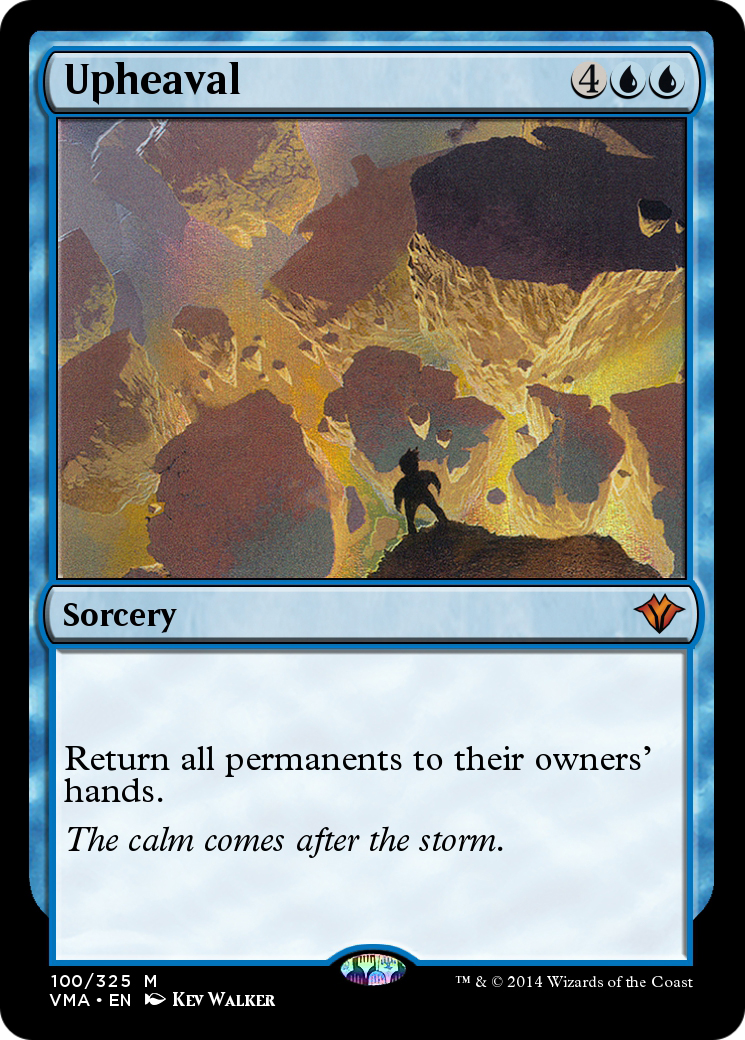 Upheaval 4
Sorcery
Return all permanents to their owners’
hands.
The calm comes after the storm.
100/325 M
VMA • EN Kev Walker
™ & © 2014 Wizards of the Coast